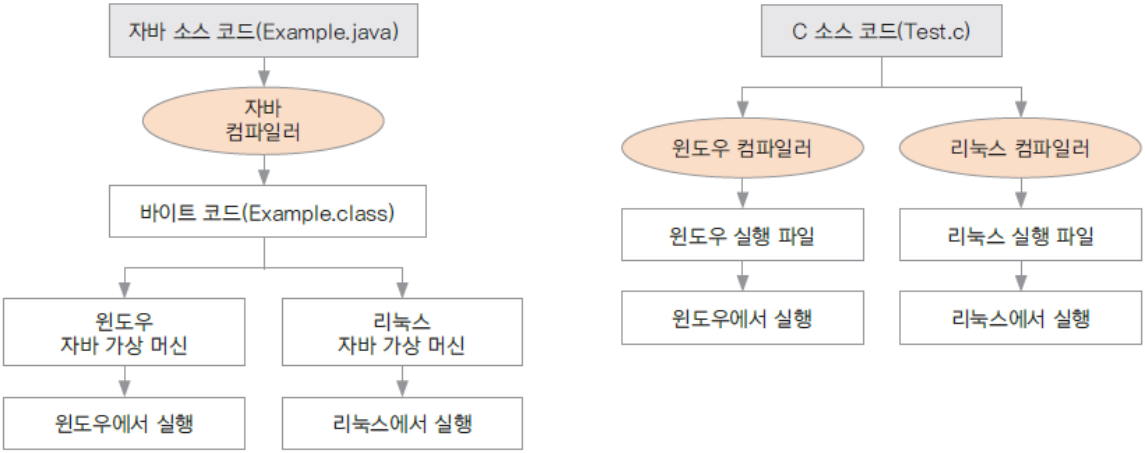 자바 소스 코드(Example.java)
자바
컴파일러
바이트 코드(Example.class)
윈도우
자바 가상 머신
리눅스
자바 가상 머신
윈도우에서 실행
리눅스에서 실행
C 소스 코드(Test.c)
윈도우 컴파일러
리눅스 컴파일러
윈도우 실행 파일
리눅스 실행 파일
윈도우에서 실행
리눅스에서 실행